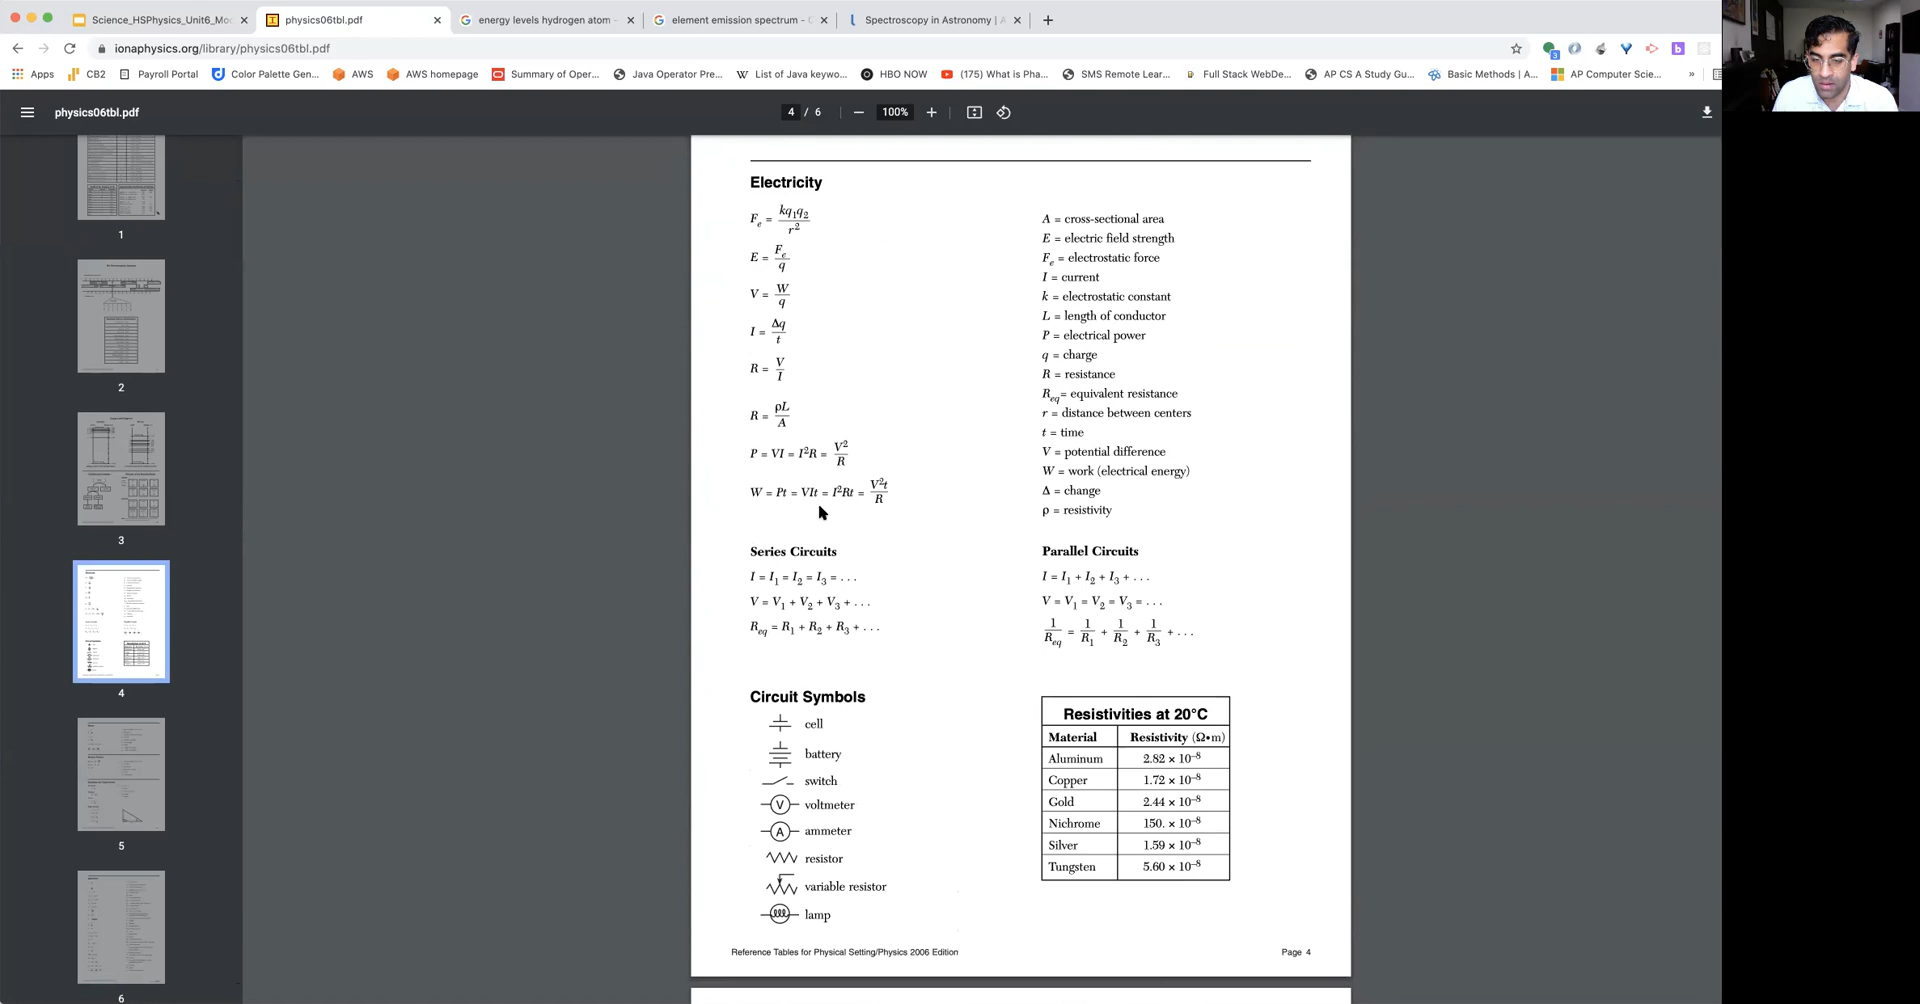 Science_HSPhysics_Unit6_Moc
physics06tbl.pdf
energy levels hydrogen atom -
element emission spectrum - G
Spectroscopy in Astronomy | A
ionaphysics.org/library/physics06tbl.pdf
Apps
CB2
Payroll Portal
Color Palette Gen...
AWS
AWS homepage
Summary of Oper...
Java Operator Pre...
List of Java keywo...
HBO NOW
(175) What is Pha...
SMS Remote Lear...
Full Stack WebDe...
AP CS A Study Gu...
Basic Methods | A...
AP Computer Scie...
»
physics06tbl.pdf
4 / 6
100%
1
2
3
4
5
6
Electricity
Fₑ = kq₁q₂ / r²
E = Fₑ / q
V = W / q
I = Δq / t
R = V / I
R = ρL / A
P = VI = I²R = V² / R
W = Pt = VIt = I²Rt = V²t / R
A = cross-sectional area
E = electric field strength
Fₑ = electrostatic force
I = current
k = electrostatic constant
L = length of conductor
P = electrical power
q = charge
R = resistance
R_eq = equivalent resistance
r = distance between centers
t = time
V = potential difference
W = work (electrical energy)
Δ = change
ρ = resistivity
Series Circuits
I = I₁ = I₂ = I₃ = . . .
V = V₁ + V₂ + V₃ + . . .
R_eq = R₁ + R₂ + R₃ + . . .
Parallel Circuits
I = I₁ + I₂ + I₃ + . . .
V = V₁ = V₂ = V₃ = . . .
1 / R_eq = 1 / R₁ + 1 / R₂ + 1 / R₃ + . . .
Circuit Symbols
cell
battery
switch
V voltmeter
A ammeter
resistor
variable resistor
lamp
Resistivities at 20°C
Material Resistivity (Ω•m)
Aluminum 2.82 × 10⁻⁸
Copper 1.72 × 10⁻⁸
Gold 2.44 × 10⁻⁸
Nichrome 150. × 10⁻⁸
Silver 1.59 × 10⁻⁸
Tungsten 5.60 × 10⁻⁸
Reference Tables for Physical Setting/Physics 2006 Edition
Page 4